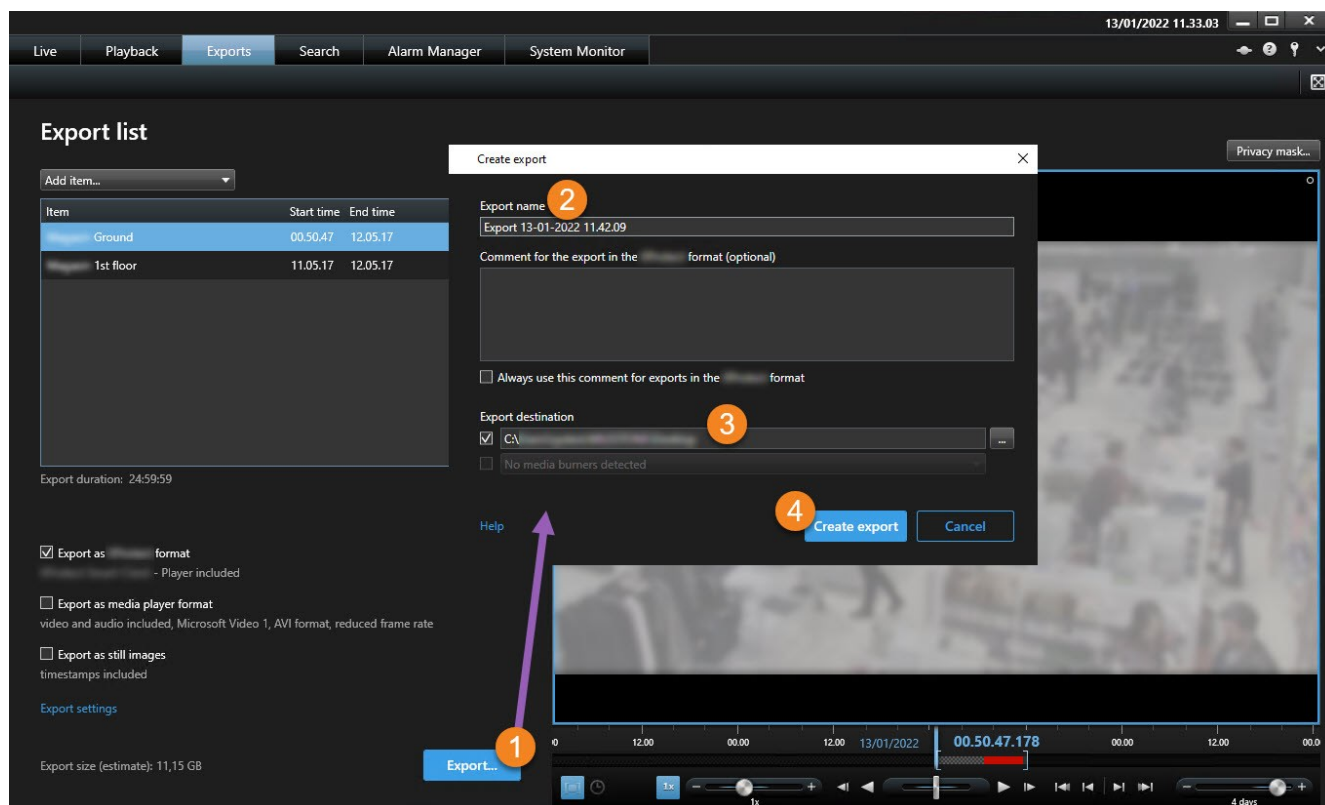 13/01/2022 11.33.03
Live Playback Exports Search Alarm Manager System Monitor
Export list
Privacy mask...
Add item...
Item Start time End time
Ground 00.50.47 12.05.17
1st floor 11.05.17 12.05.17
Export duration: 24:59:59
Export as format
- Player included
Export as media player format
video and audio included, Microsoft Video 1, AVI format, reduced frame rate
Export as still images
timestamps included
Export settings
Export size (estimate): 11,15 GB
Export...
1
Create export
Export name
2
Export 13-01-2022 11.42.09
Comment for the export in the format (optional)
Always use this comment for exports in the format
Export destination
3
C:\
...
No media burners detected
Help
4
Create export Cancel
12.00 00.00 12.00 13/01/2022 00.50.47.178 00.00 12.00
1x
1x
4 days